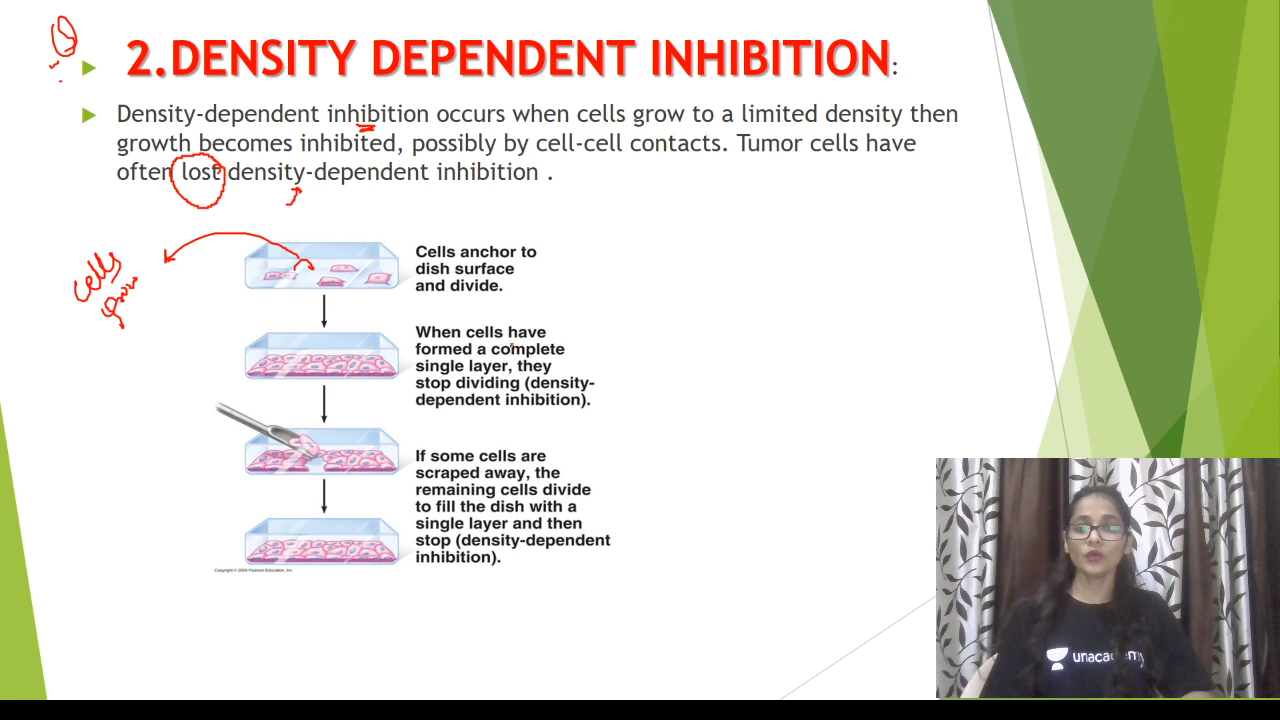 2.DENSITY DEPENDENT INHIBITION:
Density-dependent inhibition occurs when cells grow to a limited density then
growth becomes inhibited, possibly by cell-cell contacts. Tumor cells have
often lost density-dependent inhibition .
Cells anchor to
dish surface
and divide.
cells
grow
When cells have
formed a complete
single layer, they
stop dividing (density-
dependent inhibition).
If some cells are
scraped away, the
remaining cells divide
to fill the dish with a
single layer and then
stop (density-dependent
inhibition).
Copyright © 2009 Pearson Education, Inc.
unacademy